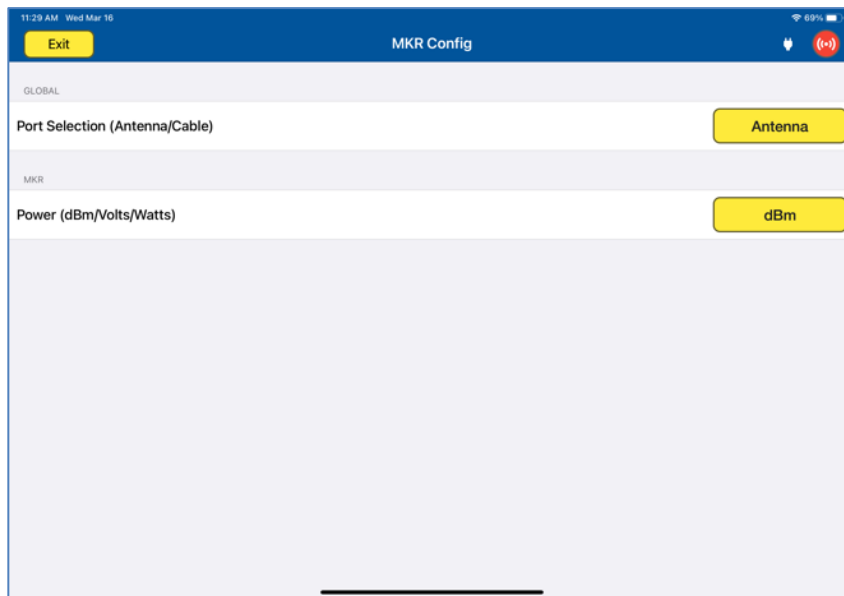 11:29 AM Wed Mar 16 69%
Exit MKR Config
GLOBAL
Port Selection (Antenna/Cable) Antenna
MKR
Power (dBm/Volts/Watts) dBm